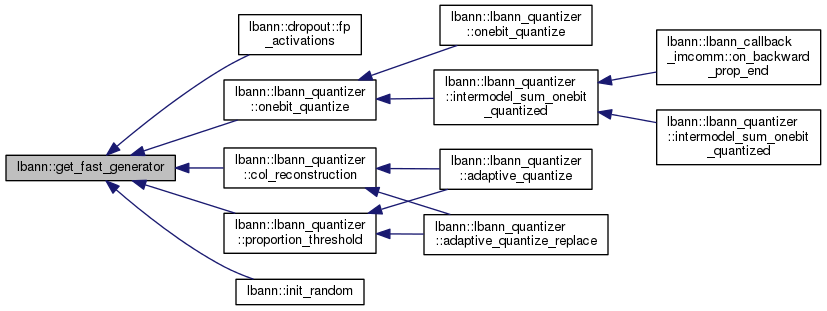 lbann::get_fast_generator
lbann::dropout::fp
_activations
lbann::lbann_quantizer
::onebit_quantize
lbann::lbann_quantizer
::col_reconstruction
lbann::lbann_quantizer
::proportion_threshold
lbann::init_random
lbann::lbann_quantizer
::onebit_quantize
lbann::lbann_quantizer
::intermodel_sum_onebit
_quantized
lbann::lbann_quantizer
::adaptive_quantize
lbann::lbann_quantizer
::adaptive_quantize_replace
lbann::lbann_callback
_imcomm::on_backward
_prop_end
lbann::lbann_quantizer
::intermodel_sum_onebit
_quantized